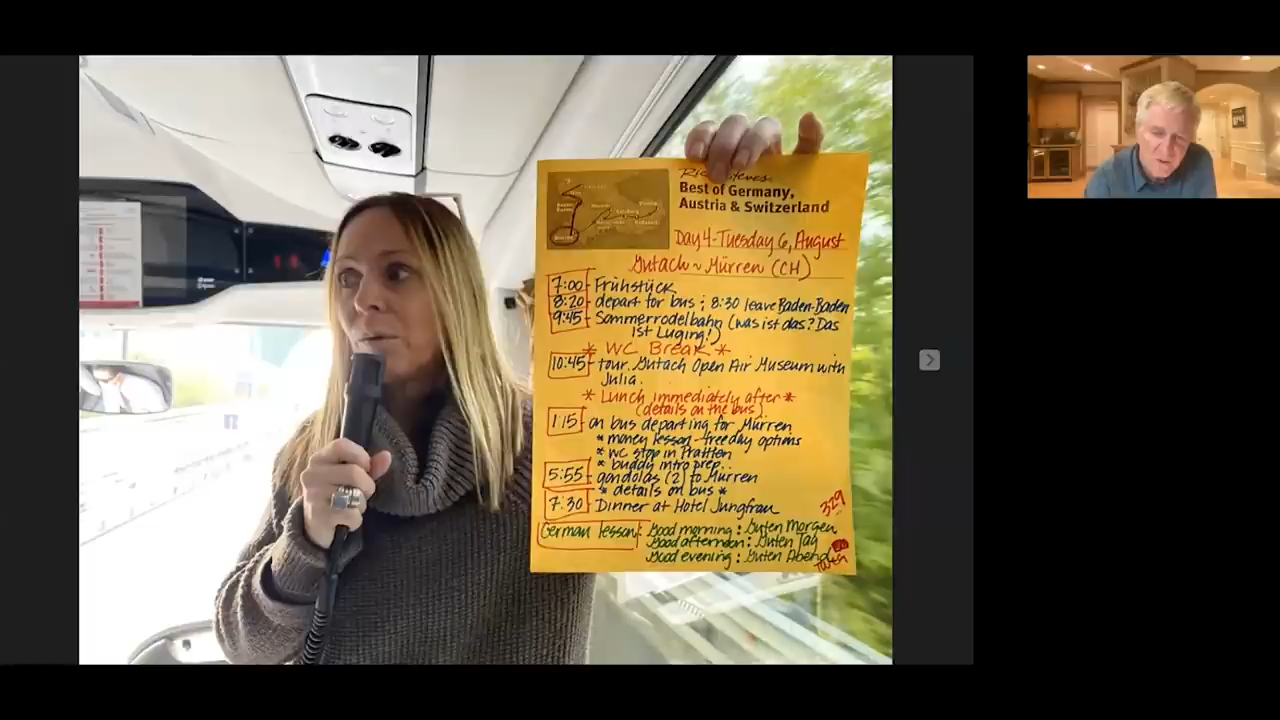 Rick Steves
Best of Germany,
Austria & Switzerland
Day 4-Tuesday 6, August
Gutach ~ Mürren (CH)
7:00 Frühstück
8:20 depart for bus ; 8:30 leave Baden-Baden
9:45 Sommerrodelbahn (was ist das? Das
ist Luging!)
* WC Break *
10:45 tour Gutach Open Air Museum with
Julia.
* Lunch immediately after *
(details on the bus)
1:15 on bus departing for Mürren
* money lesson - free day options
* WC stop in Pratteln
* buddy intro prep..
5:55 gondolas (2) to Mürren
* details on bus *
7:30 Dinner at Hotel Jungfrau
329
German lesson: Good morning : Guten Morgen
Good afternoon : Guten Tag
Good evening : Guten Abend